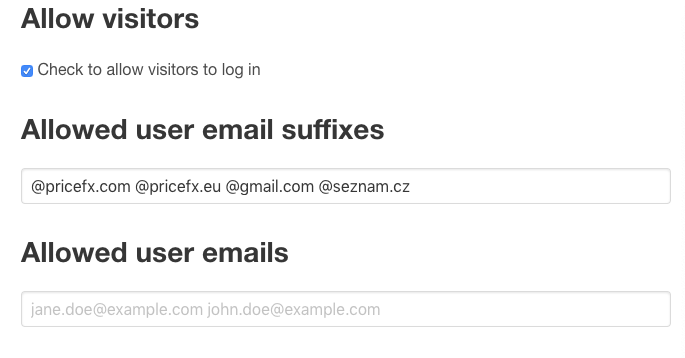 Allow visitors
Check to allow visitors to log in
Allowed user email suffixes
@pricefx.com @pricefx.eu @gmail.com @seznam.cz
Allowed user emails
jane.doe@example.com john.doe@example.com